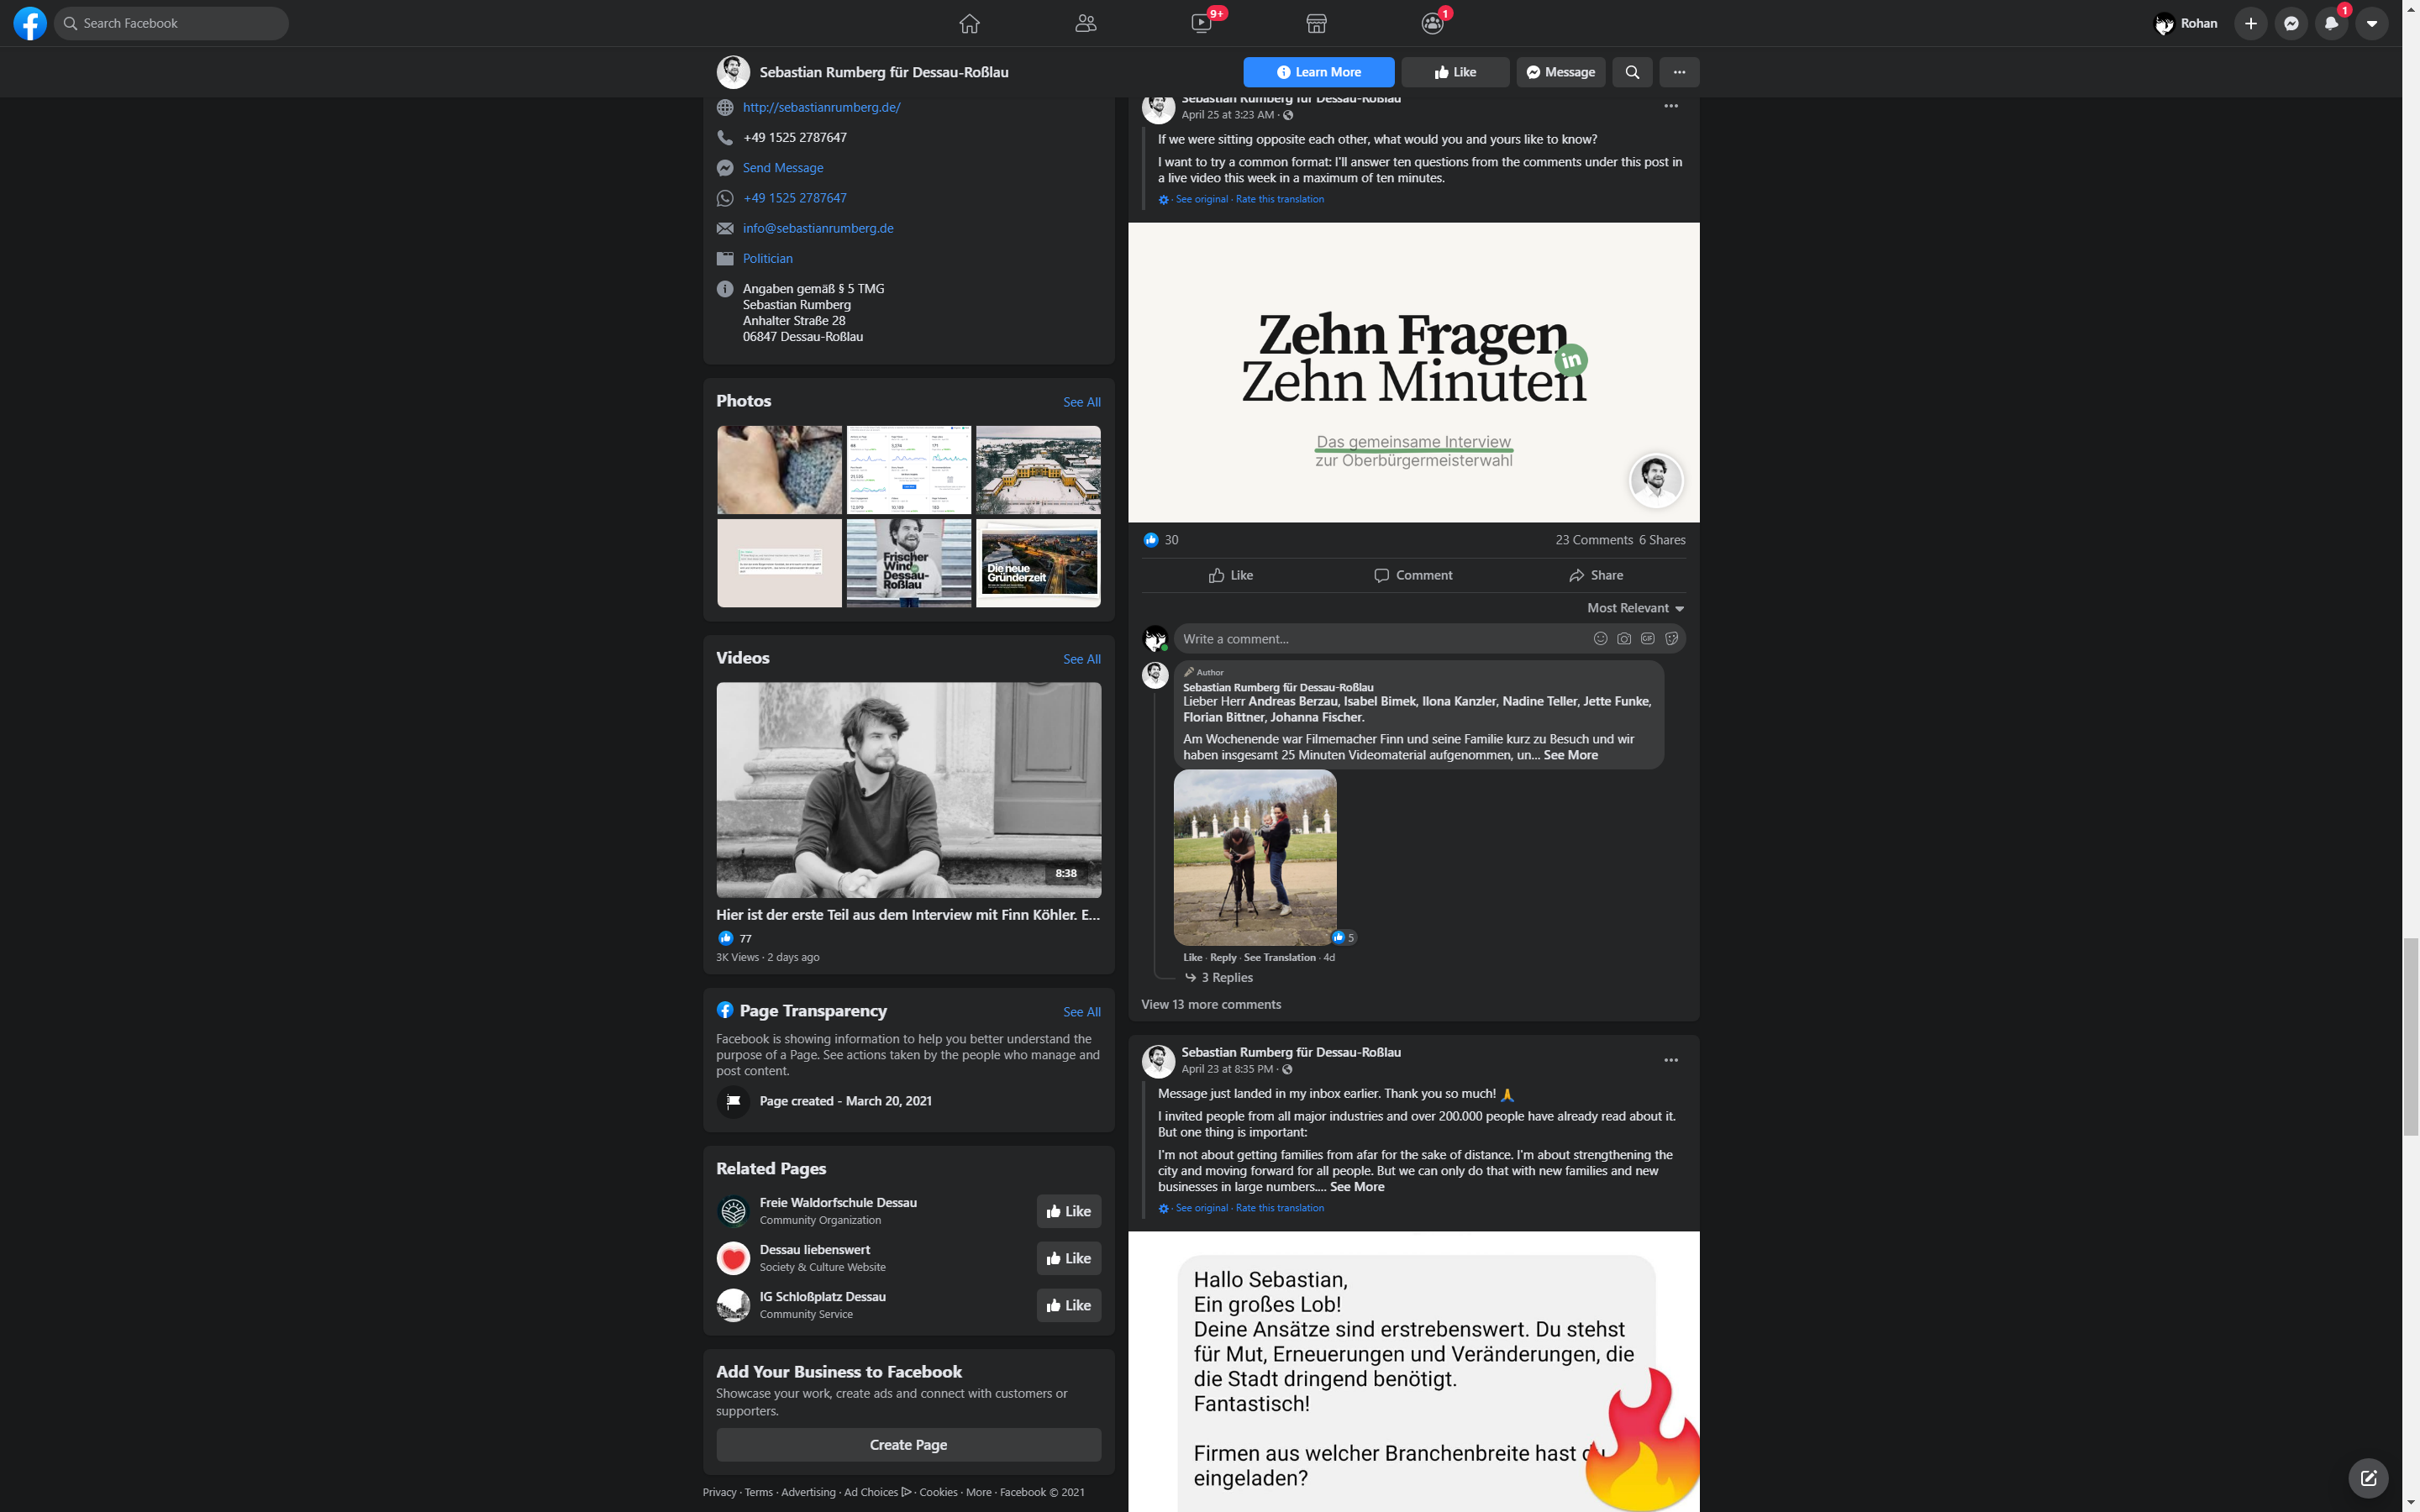 Search Facebook
9+
1
Rohan
1
Sebastian Rumberg für Dessau-Roßlau
Learn More
Like
Message
http://sebastianrumberg.de/
+49 1525 2787647
Send Message
+49 1525 2787647
info@sebastianrumberg.de
Politician
Angaben gemäß § 5 TMG
Sebastian Rumberg
Anhalter Straße 28
06847 Dessau-Roßlau
Photos
See All
Frischer
Wind
Dessau-
Roßlau
Die neue
Gründerzeit
Videos
See All
8:38
Hier ist der erste Teil aus dem Interview mit Finn Köhler. E...
77
3K Views · 2 days ago
Page Transparency
See All
Facebook is showing information to help you better understand the
purpose of a Page. See actions taken by the people who manage and
post content.
Page created - March 20, 2021
Related Pages
Freie Waldorfschule Dessau
Community Organization
Like
Dessau liebenswert
Society & Culture Website
Like
IG Schloßplatz Dessau
Community Service
Like
Add Your Business to Facebook
Showcase your work, create ads and connect with customers or
supporters.
Create Page
Privacy · Terms · Advertising · Ad Choices · Cookies · More · Facebook © 2021
Sebastian Rumberg für Dessau-Roßlau
April 25 at 3:23 AM ·
If we were sitting opposite each other, what would you and yours like to know?
I want to try a common format: I'll answer ten questions from the comments under this post in
a live video this week in a maximum of ten minutes.
· See original · Rate this translation
Zehn Fragen
in
Zehn Minuten
Das gemeinsame Interview
zur Oberbürgermeisterwahl
30
23 Comments 6 Shares
Like
Comment
Share
Most Relevant
Write a comment...
GIF
Author
Sebastian Rumberg für Dessau-Roßlau
Lieber Herr Andreas Berzau, Isabel Bimek, Ilona Kanzler, Nadine Teller, Jette Funke,
Florian Bittner, Johanna Fischer.
Am Wochenende war Filmemacher Finn und seine Familie kurz zu Besuch und wir
haben insgesamt 25 Minuten Videomaterial aufgenommen, un... See More
5
Like · Reply · See Translation · 4d
3 Replies
View 13 more comments
Sebastian Rumberg für Dessau-Roßlau
April 23 at 8:35 PM ·
Message just landed in my inbox earlier. Thank you so much! 🙏
I invited people from all major industries and over 200.000 people have already read about it.
But one thing is important:
I'm not about getting families from afar for the sake of distance. I'm about strengthening the
city and moving forward for all people. But we can only do that with new families and new
businesses in large numbers.... See More
· See original · Rate this translation
Hallo Sebastian,
Ein großes Lob!
Deine Ansätze sind erstrebenswert. Du stehst
für Mut, Erneuerungen und Veränderungen, die
die Stadt dringend benötigt.
Fantastisch!
Firmen aus welcher Branchenbreite hast du
eingeladen?